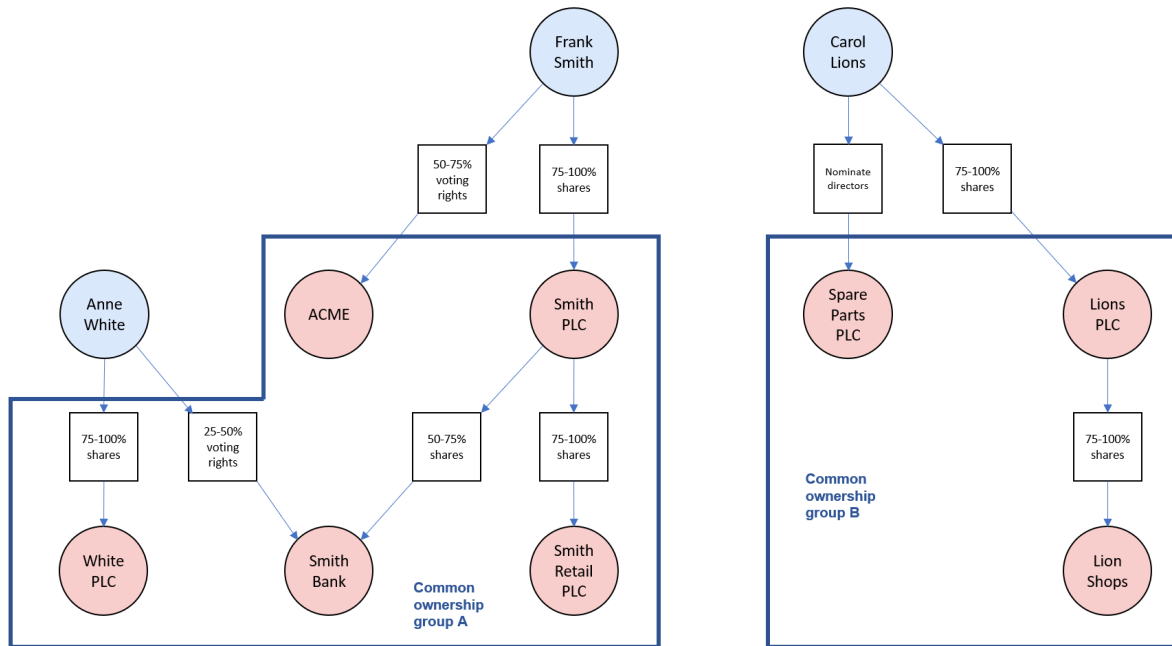 Frank
Smith
Carol
Lions
50-75%
voting
rights
75-100%
shares
Nominate
directors
75-100%
shares
Anne
White
ACME
Smith
PLC
Spare
Parts
PLC
Lions
PLC
75-100%
shares
25-50%
voting
rights
50-75%
shares
75-100%
shares
75-100%
shares
Common
ownership
group B
White
PLC
Smith
Bank
Smith
Retail
PLC
Lion
Shops
Common
ownership
group A